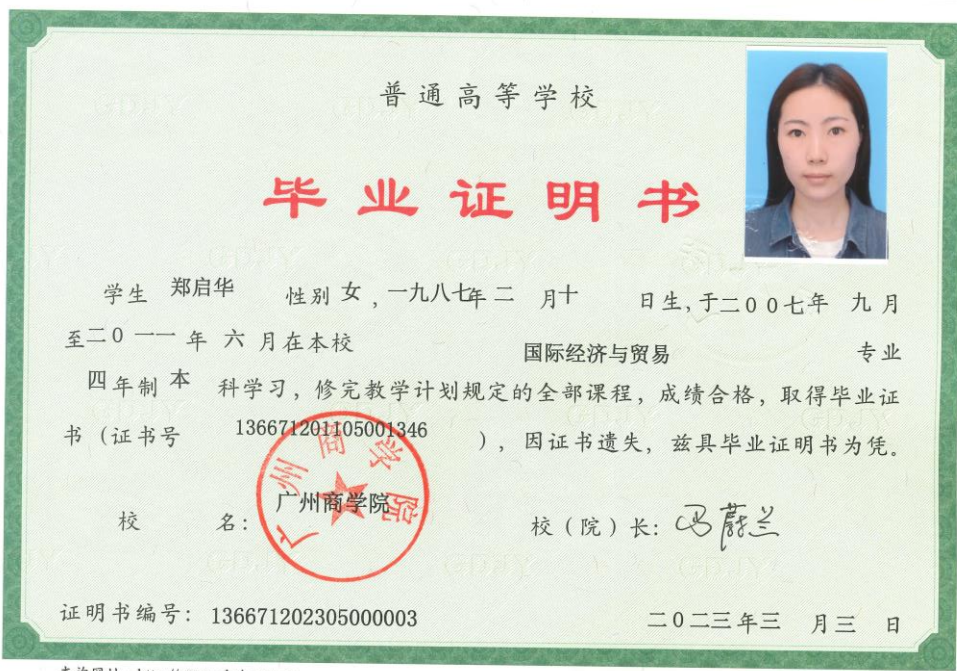 普通高等学校
毕业证明书
学生 郑启华 性别 女 ,一九八七年二 月十 日生,于二00七年 九月
至二0一一年 六 月在本校 国际经济与贸易 专业
四年制 本 科学习，修完教学计划规定的全部课程，成绩合格，取得毕业证
书（证书号 136671201105001346 ），因证书遗失，兹具毕业证明书为凭。
广州商学院
校 名： 广州商学院 校（院）长：冯蔚兰
证明书编号：136671202305000003 二0二三年三 月三 日